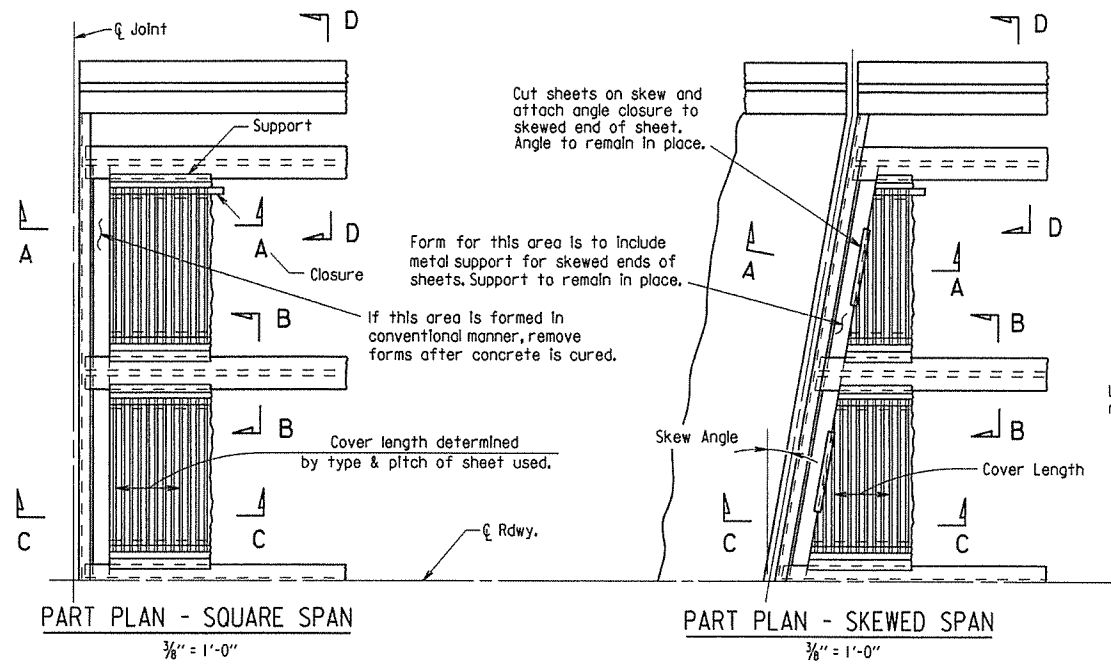 ℄ Joint
D
Support
A
A
D
Closure
If this area is formed in
conventional manner, remove
forms after concrete is cured.
B
B
Cover length determined
by type & pitch of sheet used.
C
C
℄ Rdwy.
PART PLAN - SQUARE SPAN
3/8" = 1'-0"
D
Cut sheets on skew and
attach angle closure to
skewed end of sheet.
Angle to remain in place.
Form for this area is to include
metal support for skewed ends of
sheets. Support to remain in place.
A
A
D
B
B
Skew Angle
Cover Length
C
C
PART PLAN - SKEWED SPAN
3/8" = 1'-0"